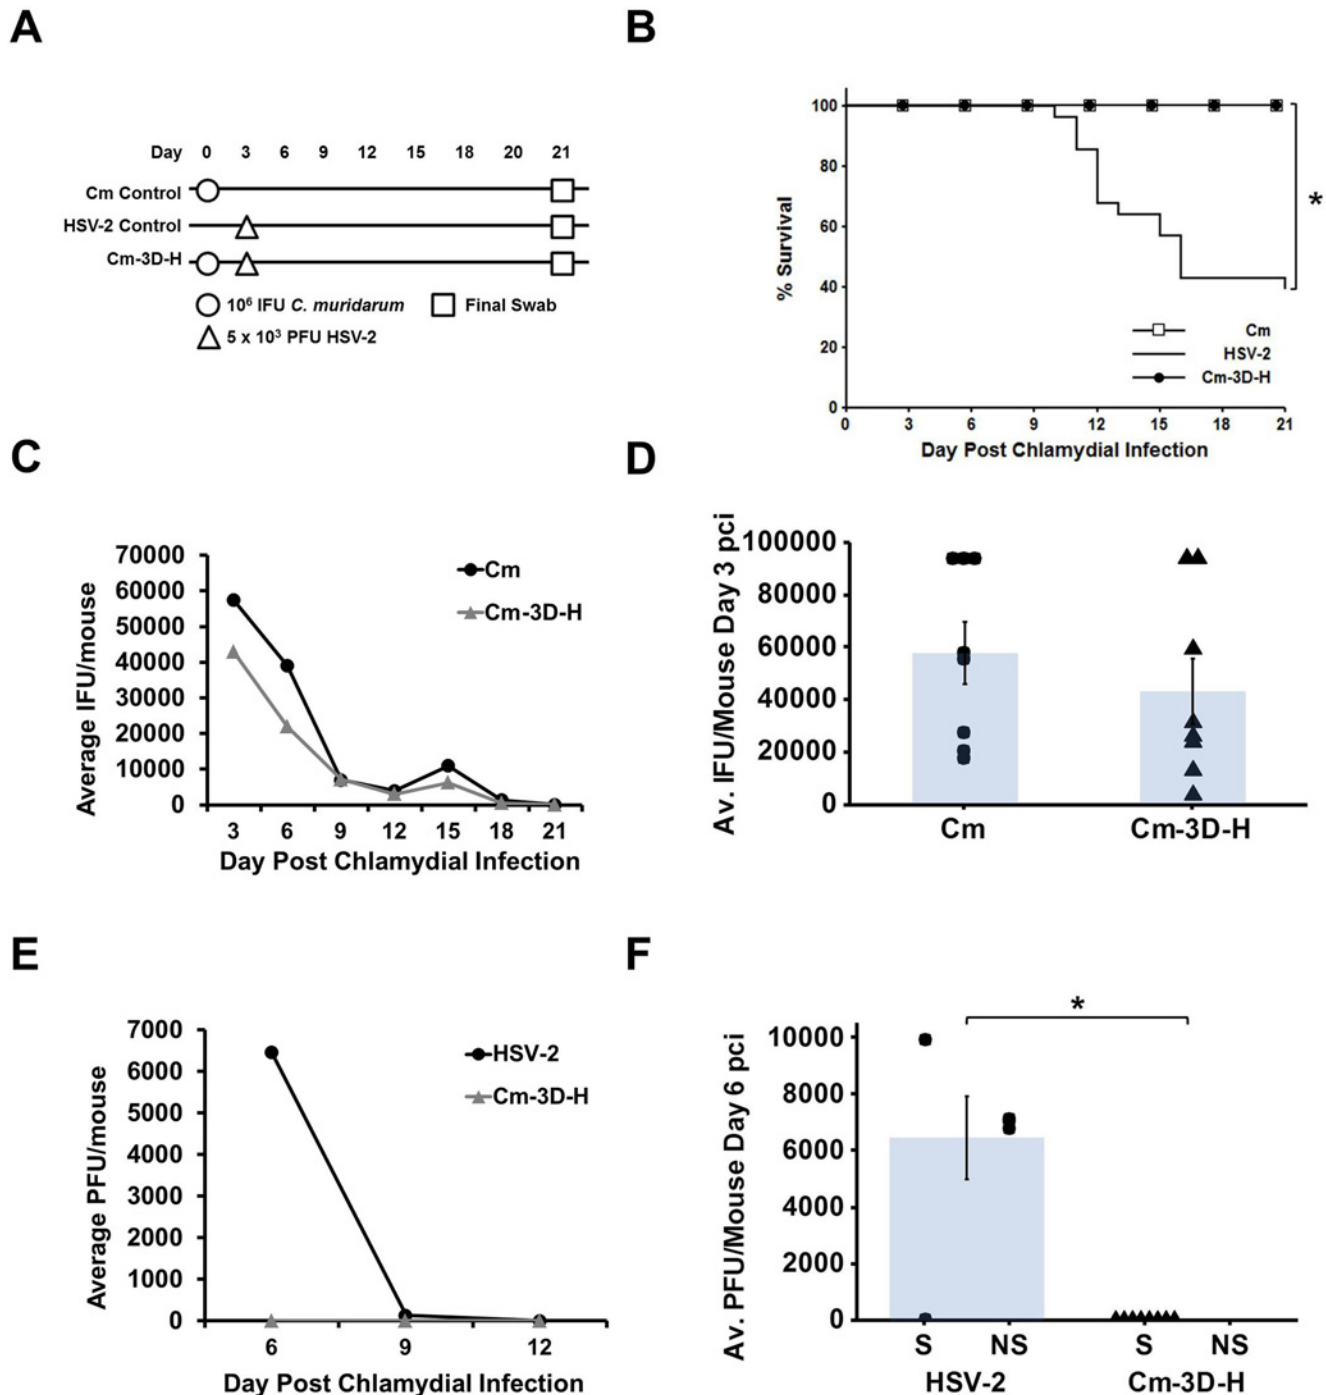 A
Day 0 3 6 9 12 15 18 20 21
Cm Control
HSV-2 Control
Cm-3D-H
10⁶ IFU C. muridarum Final Swab
5 x 10³ PFU HSV-2
B
% Survival
100
80
60
40
20
0
*
Cm
HSV-2
Cm-3D-H
0 3 6 9 12 15 18 21
Day Post Chlamydial Infection
C
Average IFU/mouse
70000
60000
50000
40000
30000
20000
10000
0
Cm
Cm-3D-H
3 6 9 12 15 18 21
Day Post Chlamydial Infection
D
Av. IFU/Mouse Day 3 pci
100000
80000
60000
40000
20000
0
Cm Cm-3D-H
E
Average PFU/mouse
7000
6000
5000
4000
3000
2000
1000
0
HSV-2
Cm-3D-H
6 9 12
Day Post Chlamydial Infection
F
Av. PFU/Mouse Day 6 pci
*
10000
8000
6000
4000
2000
0
S NS S NS
HSV-2 Cm-3D-H